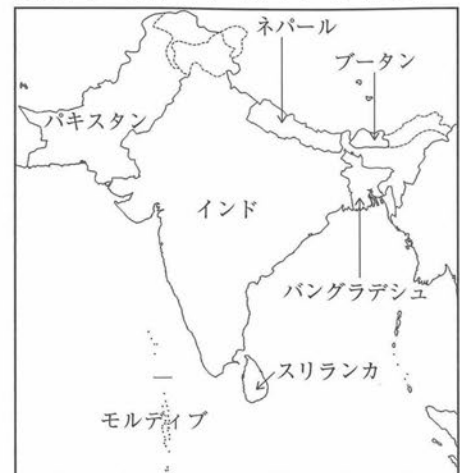 ネパール
ブータン
パキスタン
インド
バングラデシュ
スリランカ
モルディブ